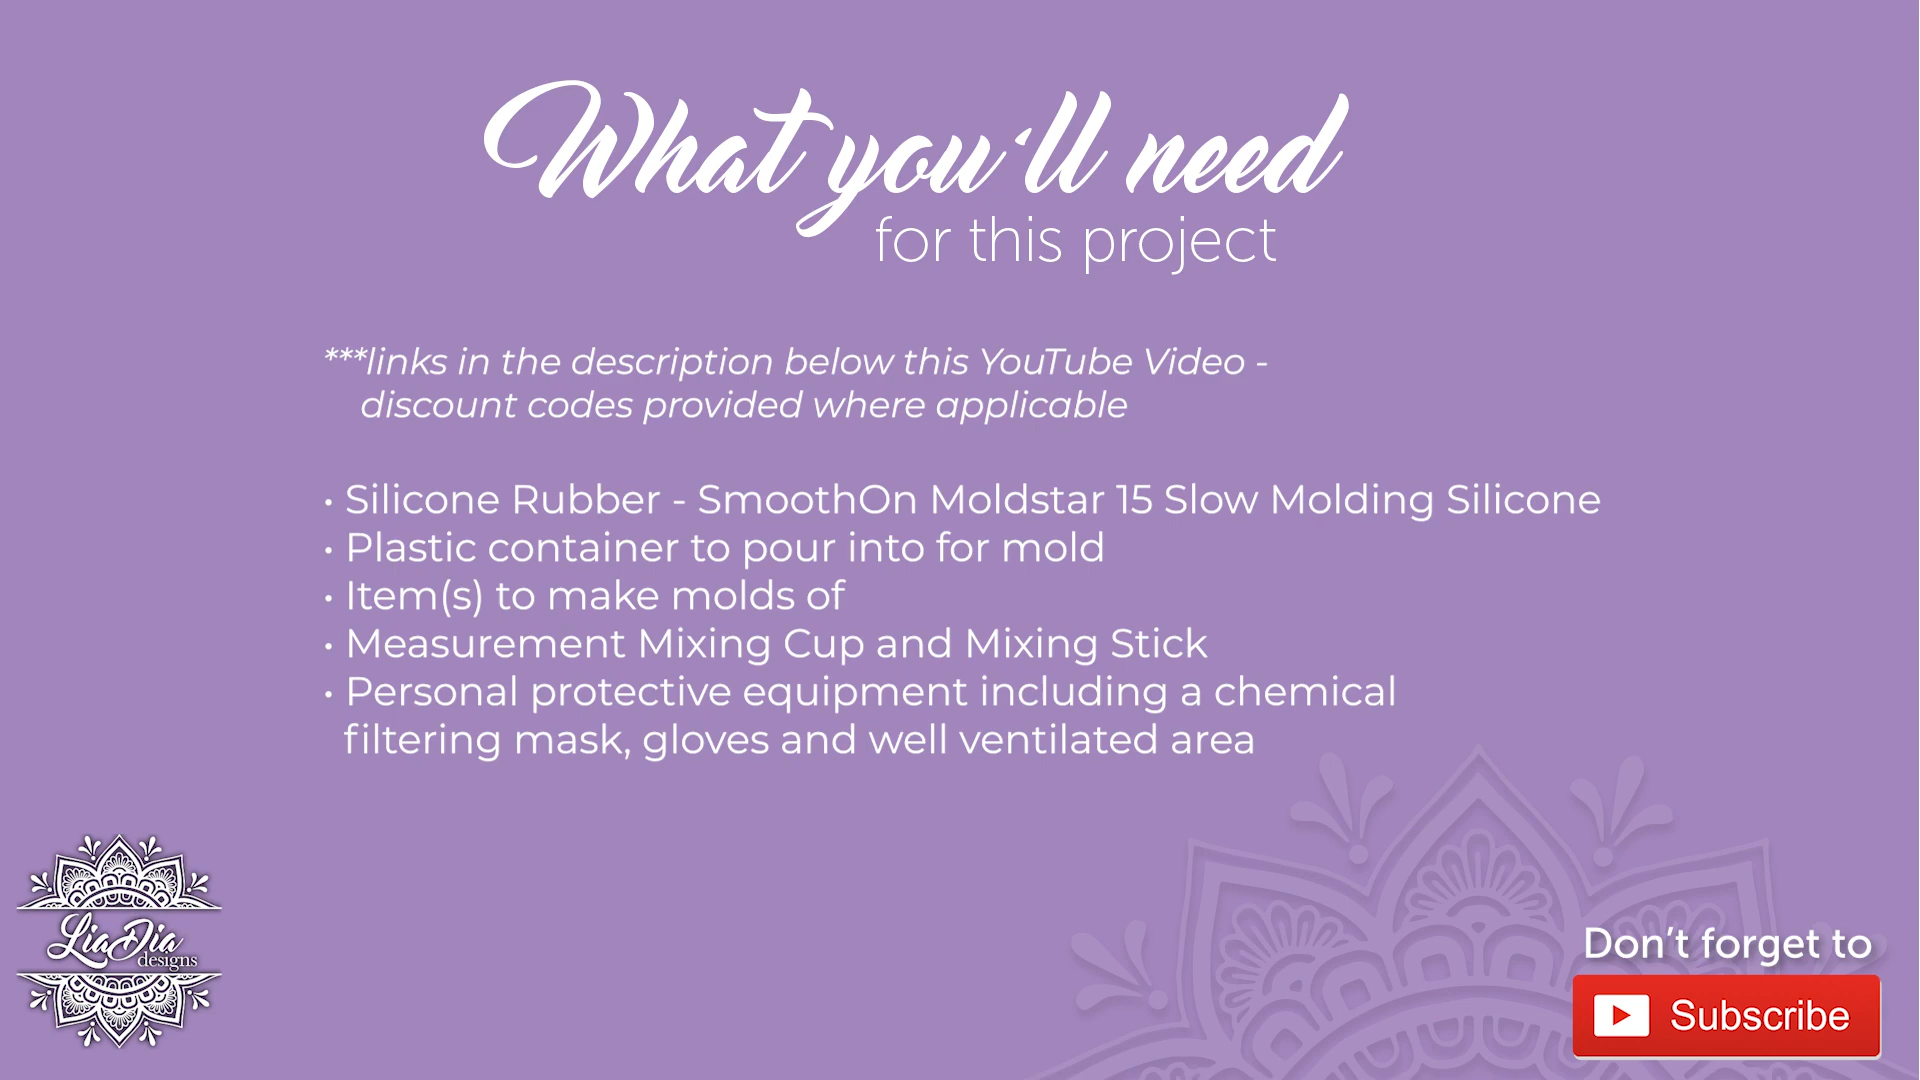 What you'll need
for this project
***links in the description below this YouTube Video -
discount codes provided where applicable
• Silicone Rubber - SmoothOn Moldstar 15 Slow Molding Silicone
• Plastic container to pour into for mold
• Item(s) to make molds of
• Measurement Mixing Cup and Mixing Stick
• Personal protective equipment including a chemical
filtering mask, gloves and well ventilated area
LiaDia
designs
Don't forget to
Subscribe